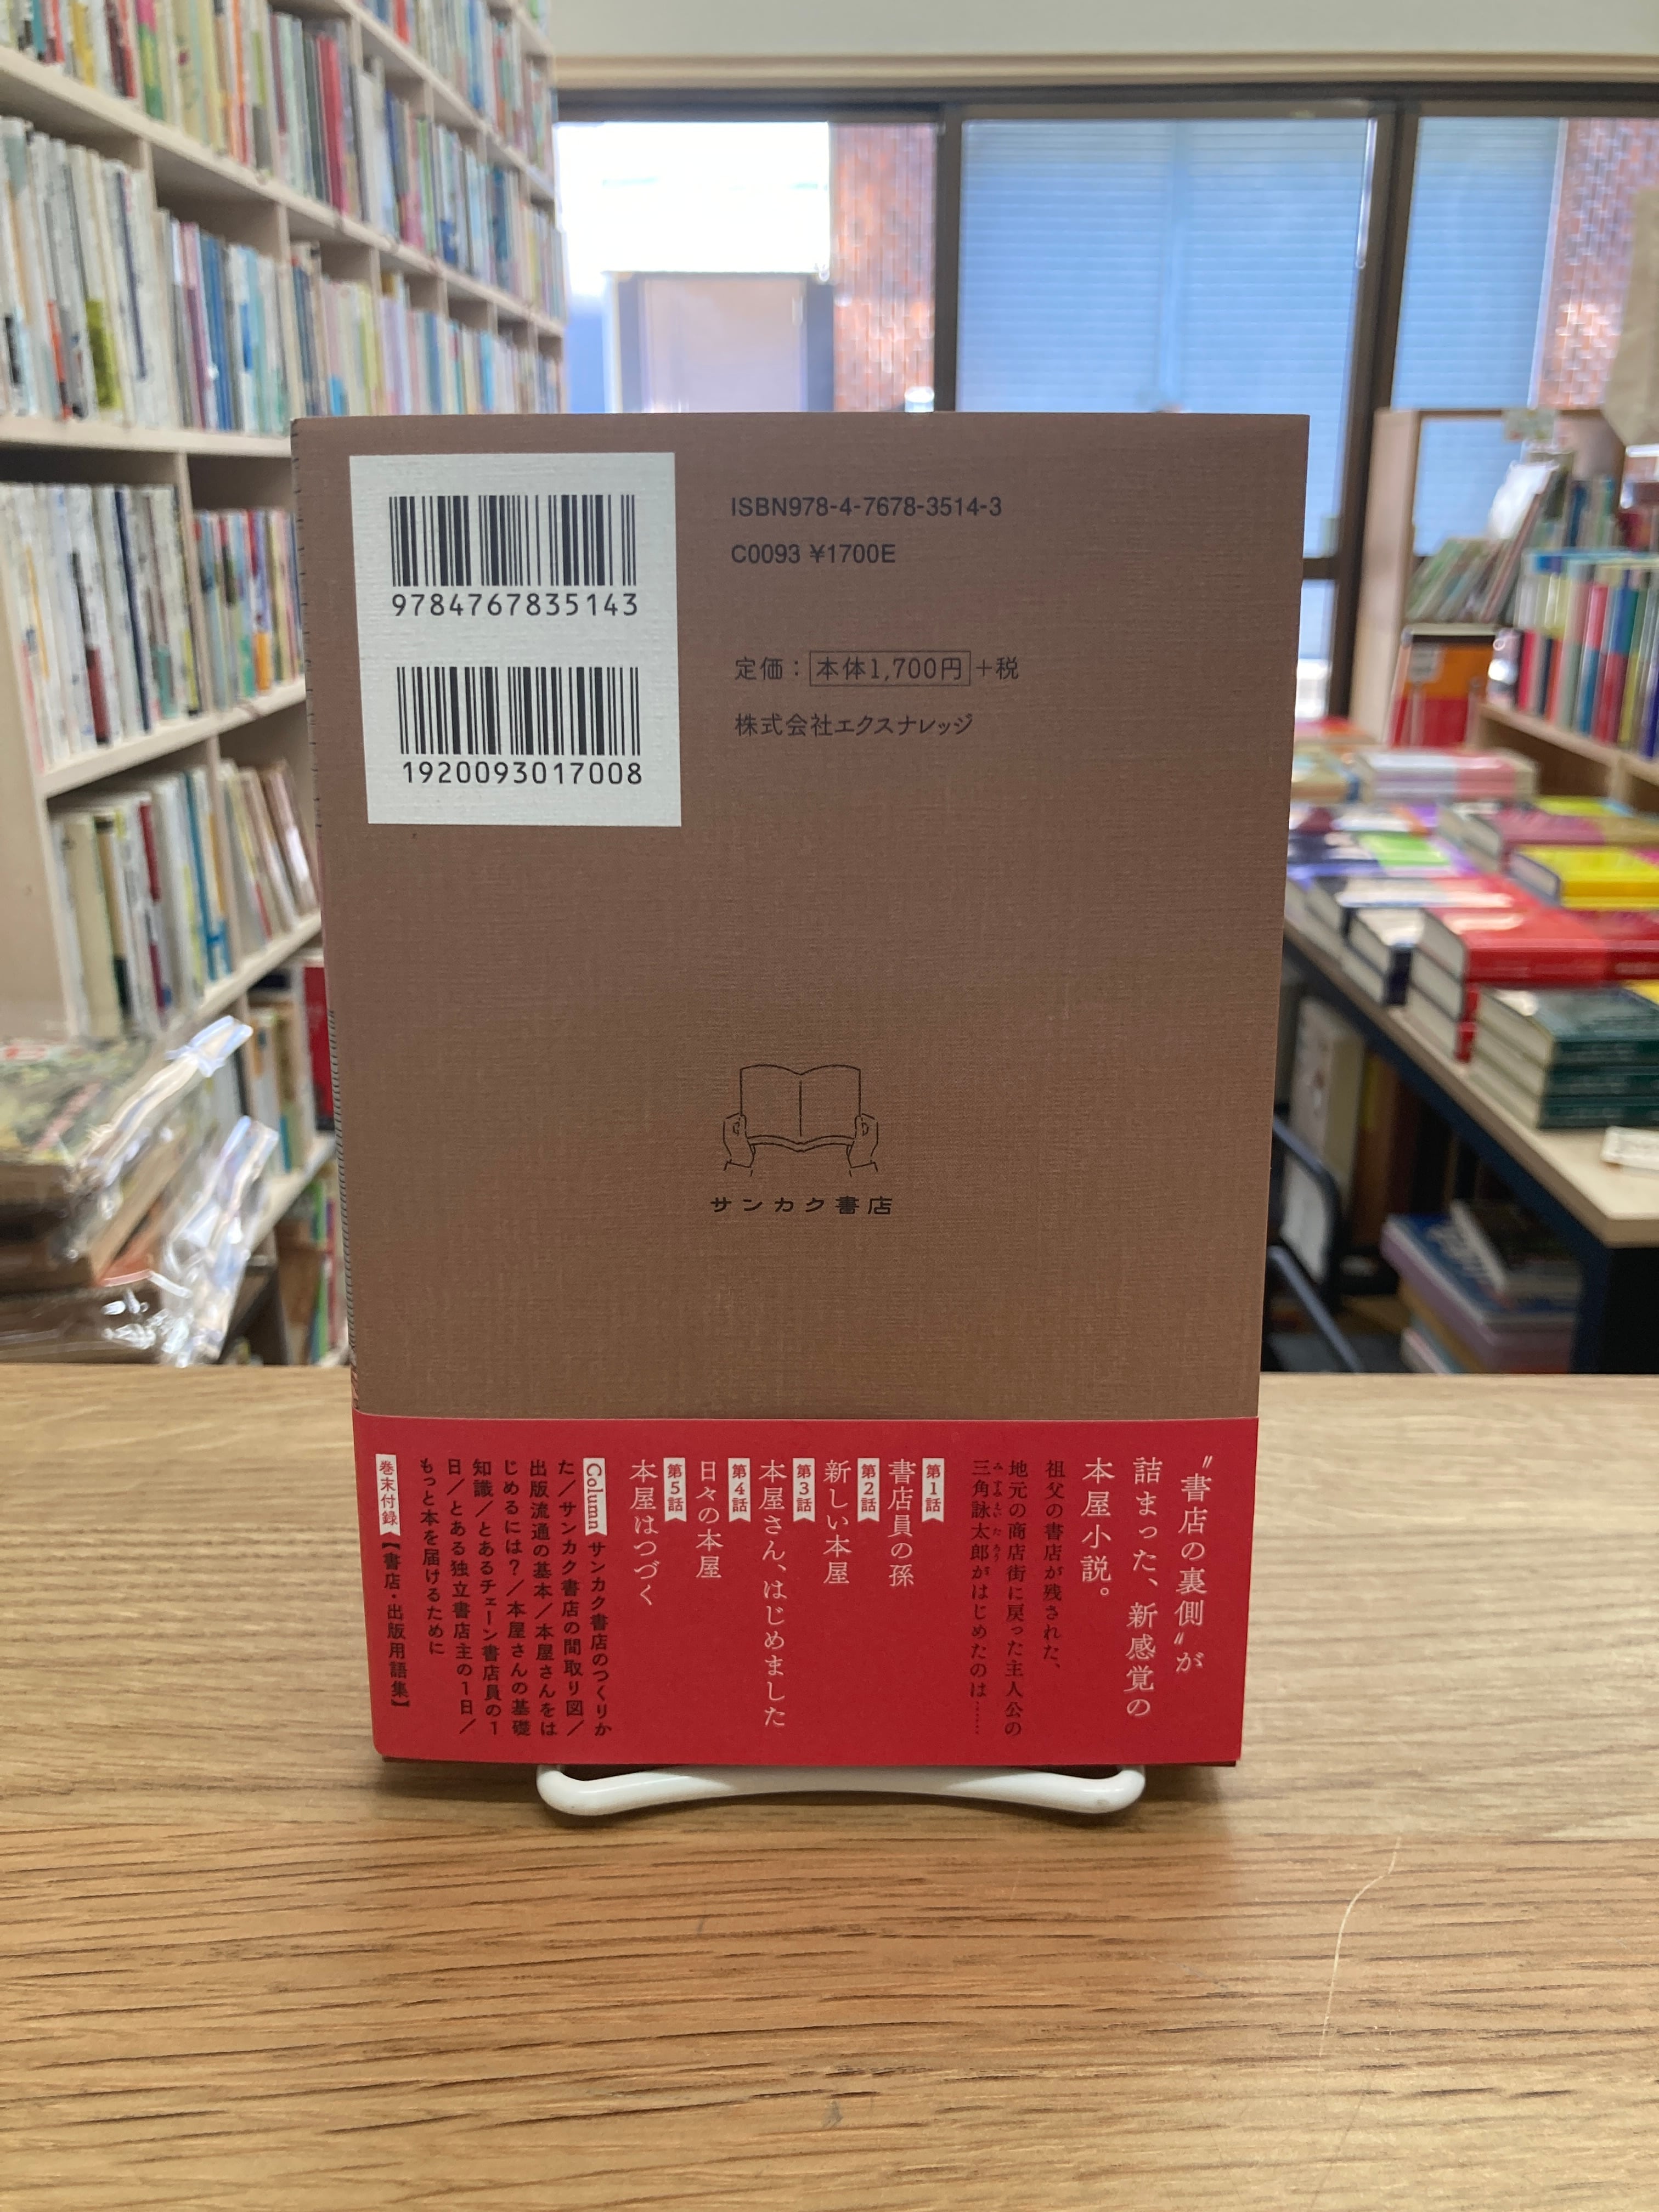 9784767835143
1920093017008
ISBN978-4-7678-3514-3
C0093 ¥1700E
定価：本体1,700円+税
株式会社エクスナレッジ
サンカク書店
〝書店の裏側〟が
詰まった、新感覚の
本屋小説。
祖父の書店が残された、
地元の商店街に戻った主人公の
三角詠太郎がはじめたのは……
みすみえいたろう
第1話
書店員の孫
第2話
新しい本屋
第3話
本屋さん、はじめました
第4話
日々の本屋
第5話
本屋はつづく
Column サンカク書店のつくりか
た／サンカク書店の間取り図／
出版流通の基本／本屋さんをは
じめるには？／本屋さんの基礎
知識／とあるチェーン書店員の1
日／とある独立書店主の1日／
もっと本を届けるために
巻末付録【書店・出版用語集】